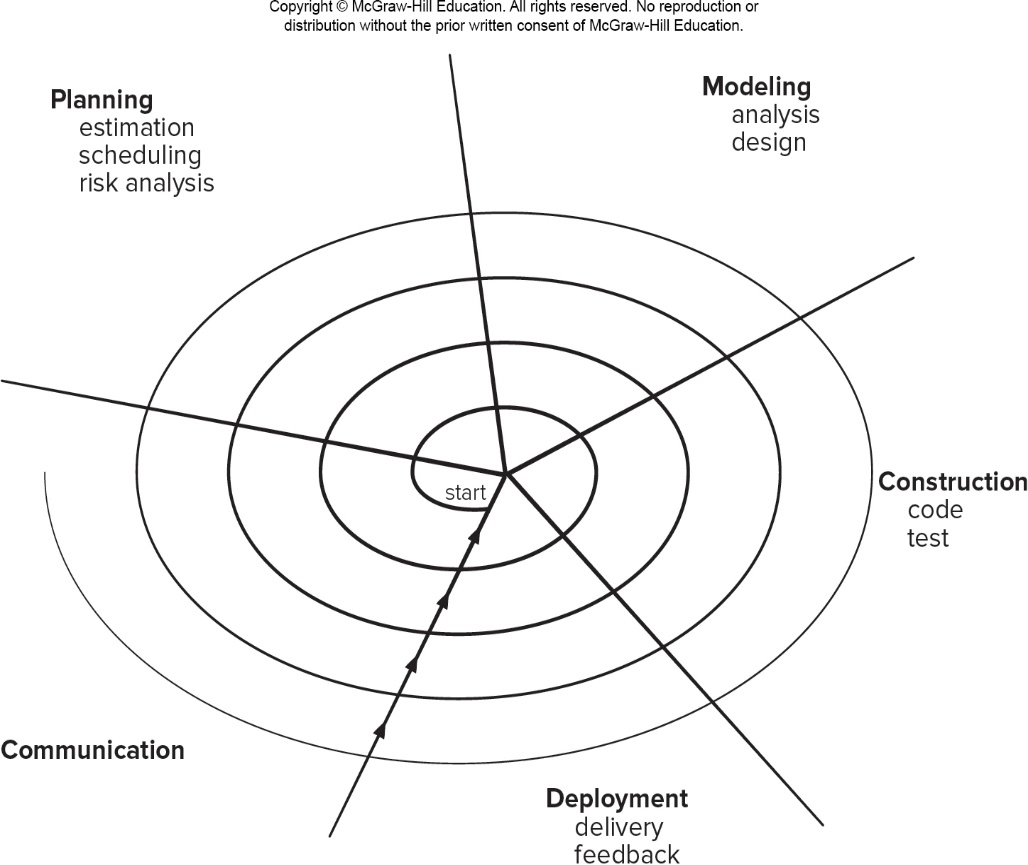 Copyright © McGraw-Hill Education. All rights reserved. No reproduction or
distribution without the prior written consent of McGraw-Hill Education.
Planning
estimation
scheduling
risk analysis
Modeling
analysis
design
start
Construction
code
test
Communication
Deployment
delivery
feedback